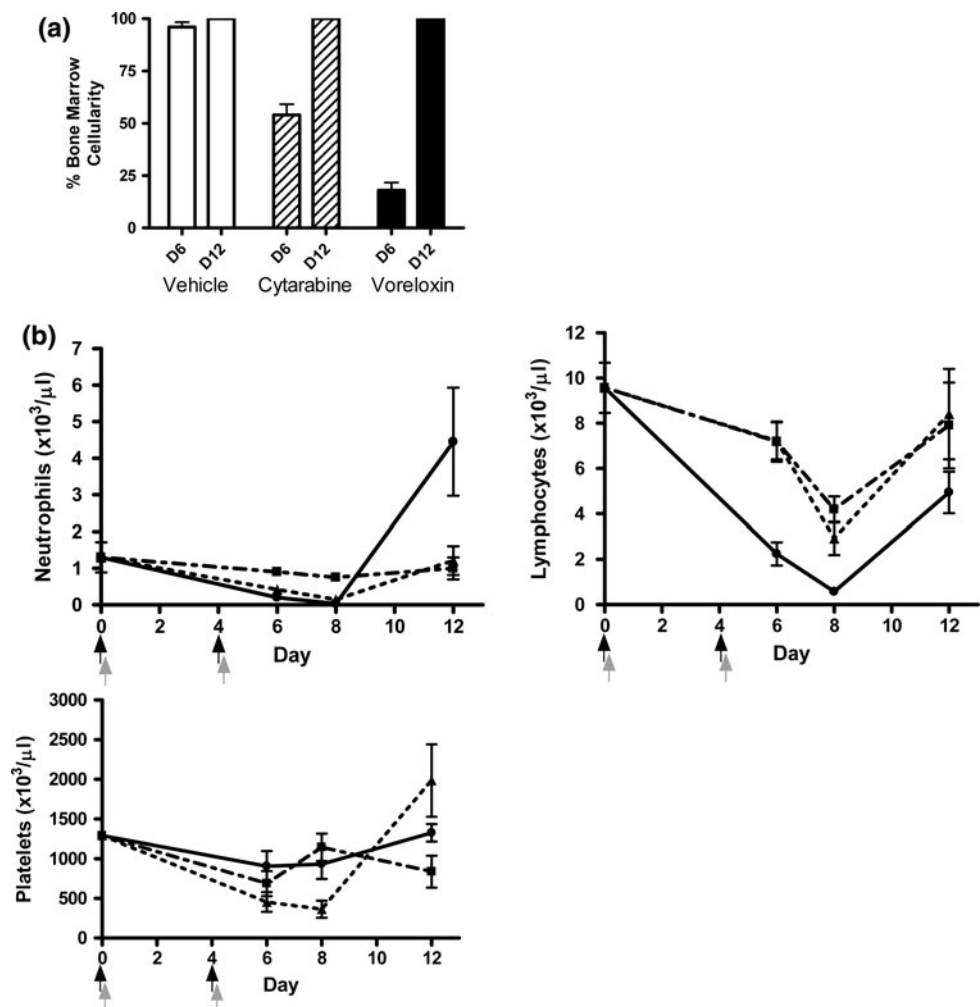 (a)
100
75
50
25
0
% Bone Marrow
Cellularity
D6 D12 D6 D12 D6 D12
Vehicle Cytarabine Voreloxin
(b)
7
6
5
4
3
2
1
0
Neutrophils (x10³/μl)
0 2 4 6 8 10 12
Day
12
10
8
6
4
2
0
Lymphocytes (x10³/μl)
0 2 4 6 8 10 12
Day
3000
2500
2000
1500
1000
500
0
Platelets (x10³/μl)
0 2 4 6 8 10 12
Day